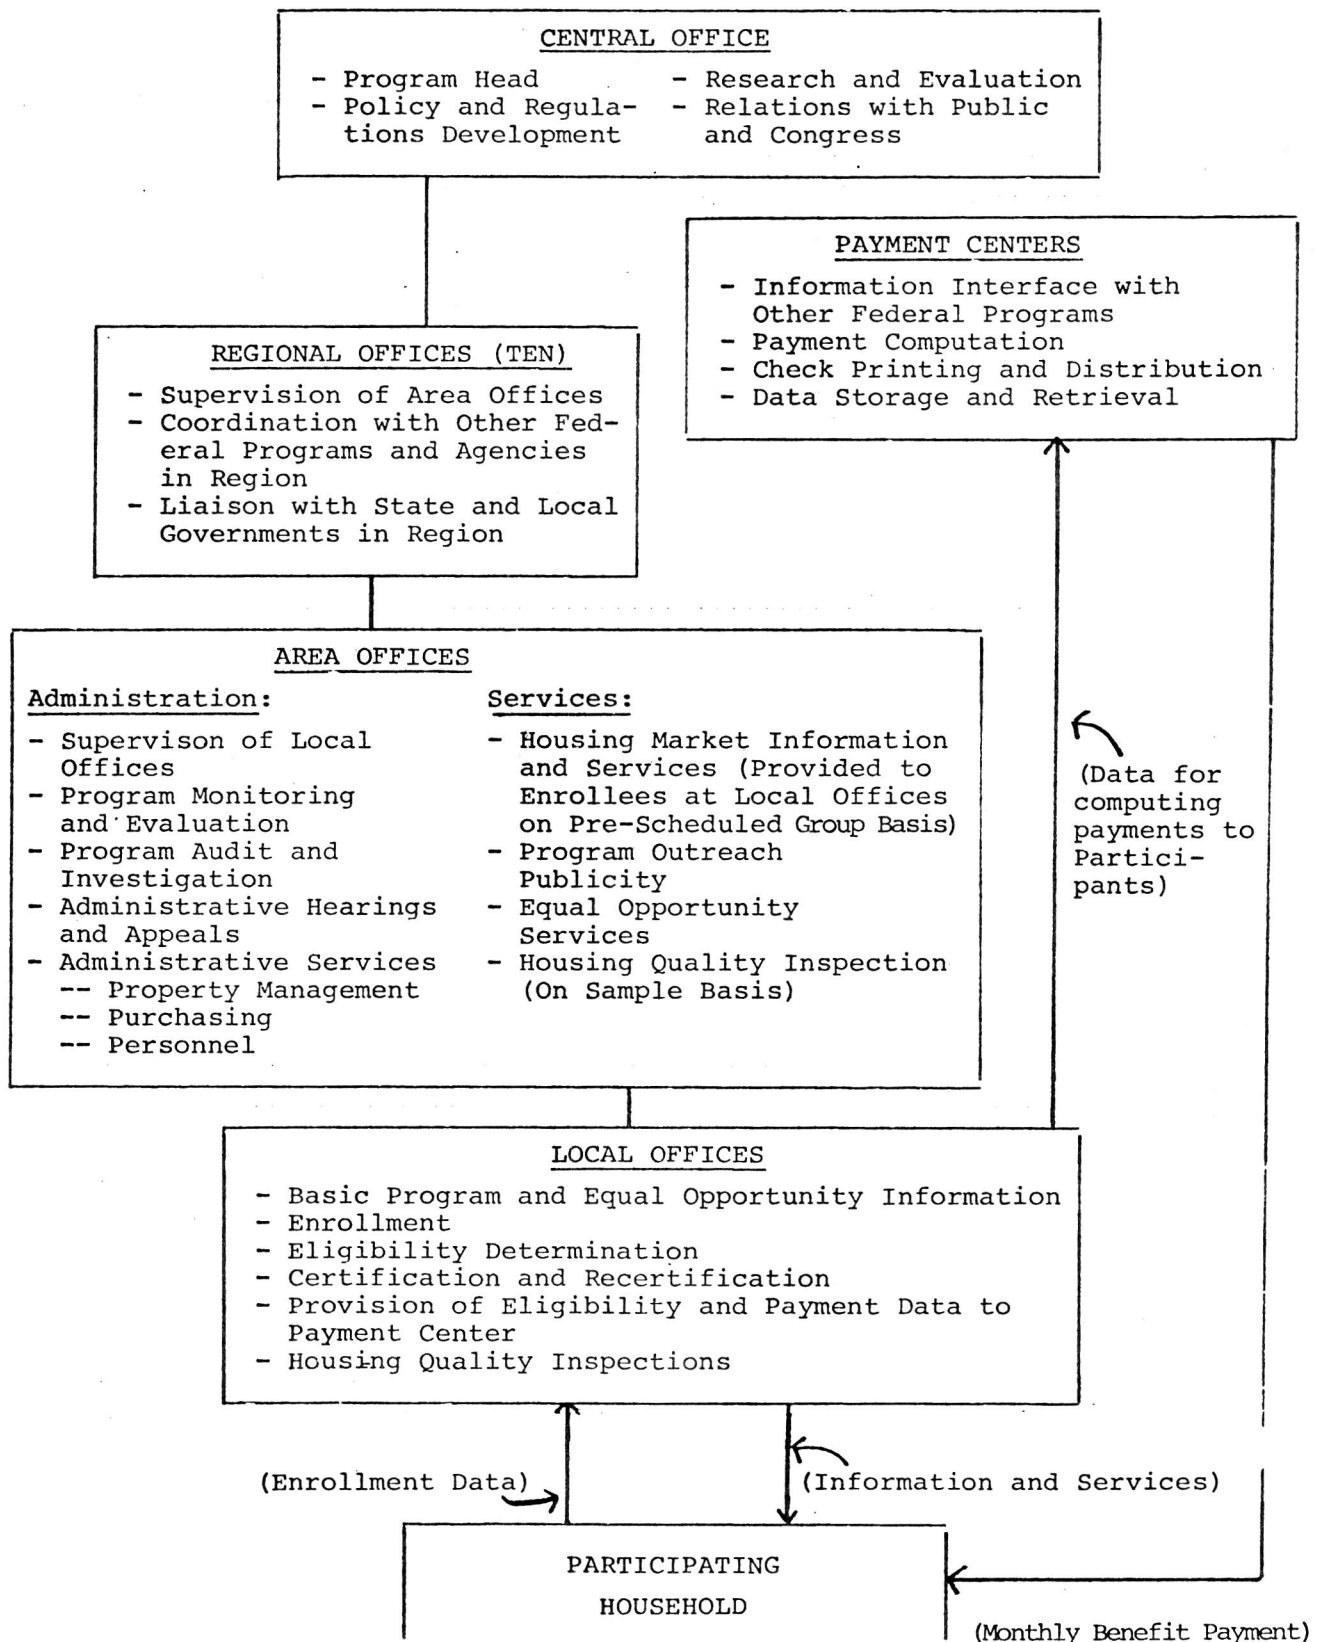 CENTRAL OFFICE
- Program Head
- Policy and Regula-
tions Development
- Research and Evaluation
- Relations with Public
and Congress
PAYMENT CENTERS
- Information Interface with
Other Federal Programs
- Payment Computation
- Check Printing and Distribution
- Data Storage and Retrieval
REGIONAL OFFICES (TEN)
- Supervision of Area Offices
- Coordination with Other Fed-
eral Programs and Agencies
in Region
- Liaison with State and Local
Governments in Region
AREA OFFICES
Administration:
- Supervison of Local
Offices
- Program Monitoring
and Evaluation
- Program Audit and
Investigation
- Administrative Hearings
and Appeals
- Administrative Services
-- Property Management
-- Purchasing
-- Personnel
Services:
- Housing Market Information
and Services (Provided to
Enrollees at Local Offices
on Pre-Scheduled Group Basis)
- Program Outreach
Publicity
- Equal Opportunity
Services
- Housing Quality Inspection
(On Sample Basis)
(Data for
computing
payments to
Partici-
pants)
LOCAL OFFICES
- Basic Program and Equal Opportunity Information
- Enrollment
- Eligibility Determination
- Certification and Recertification
- Provision of Eligibility and Payment Data to
Payment Center
- Housing Quality Inspections
(Enrollment Data)
(Information and Services)
PARTICIPATING
HOUSEHOLD
(Monthly Benefit Payment)